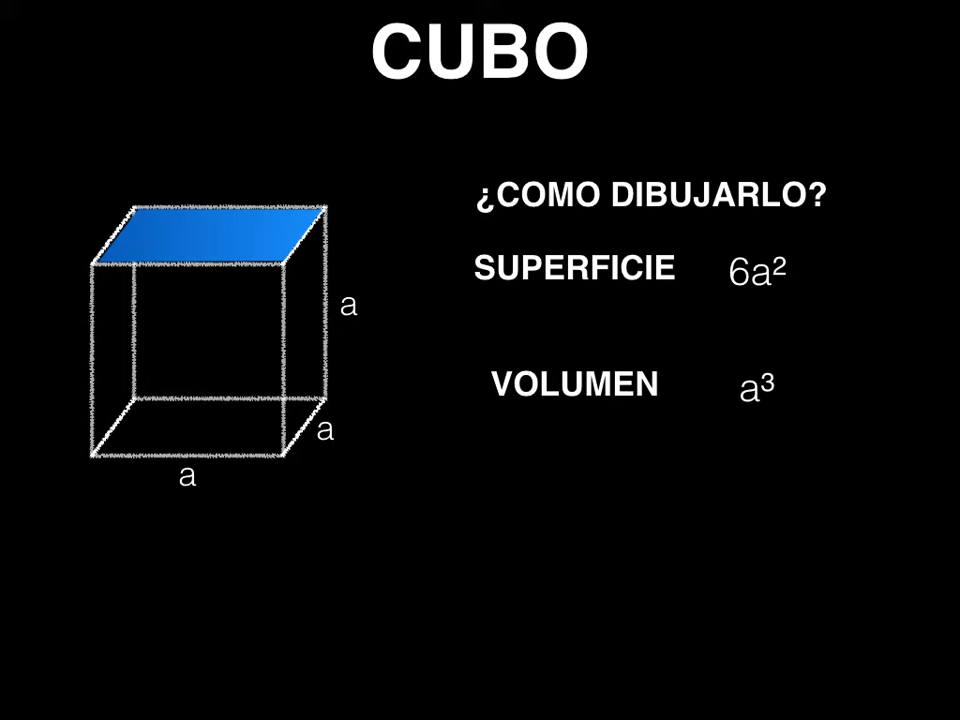 CUBO
¿COMO DIBUJARLO?
SUPERFICIE 6a²
a
VOLUMEN a³
a
a